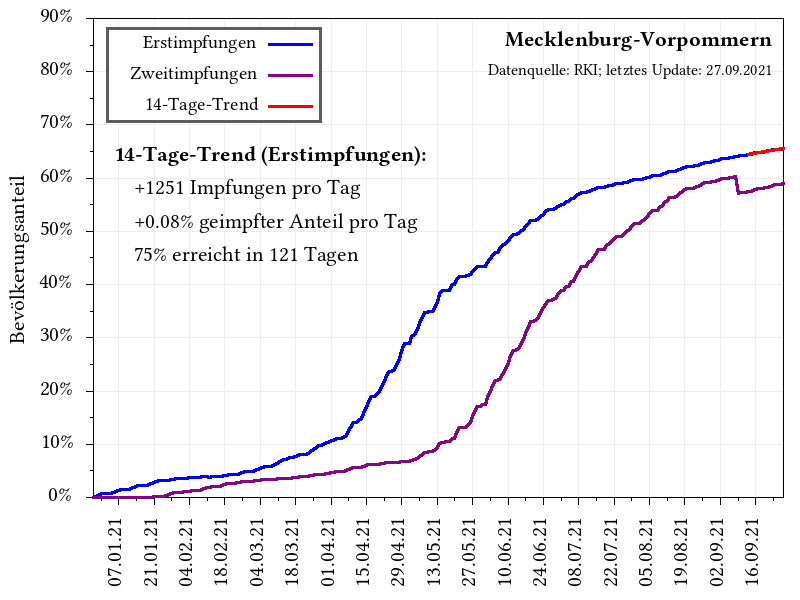 Mecklenburg-Vorpommern
Datenquelle: RKI; letztes Update: 27.09.2021
Erstimpfungen
Zweitimpfungen
14-Tage-Trend
14-Tage-Trend (Erstimpfungen):
+1251 Impfungen pro Tag
+0.08% geimpfter Anteil pro Tag
75% erreicht in 121 Tagen
Bevölkerungsanteil
90%
80%
70%
60%
50%
40%
30%
20%
10%
0%
07.01.21
21.01.21
04.02.21
18.02.21
04.03.21
18.03.21
01.04.21
15.04.21
29.04.21
13.05.21
27.05.21
10.06.21
24.06.21
08.07.21
22.07.21
05.08.21
19.08.21
02.09.21
16.09.21